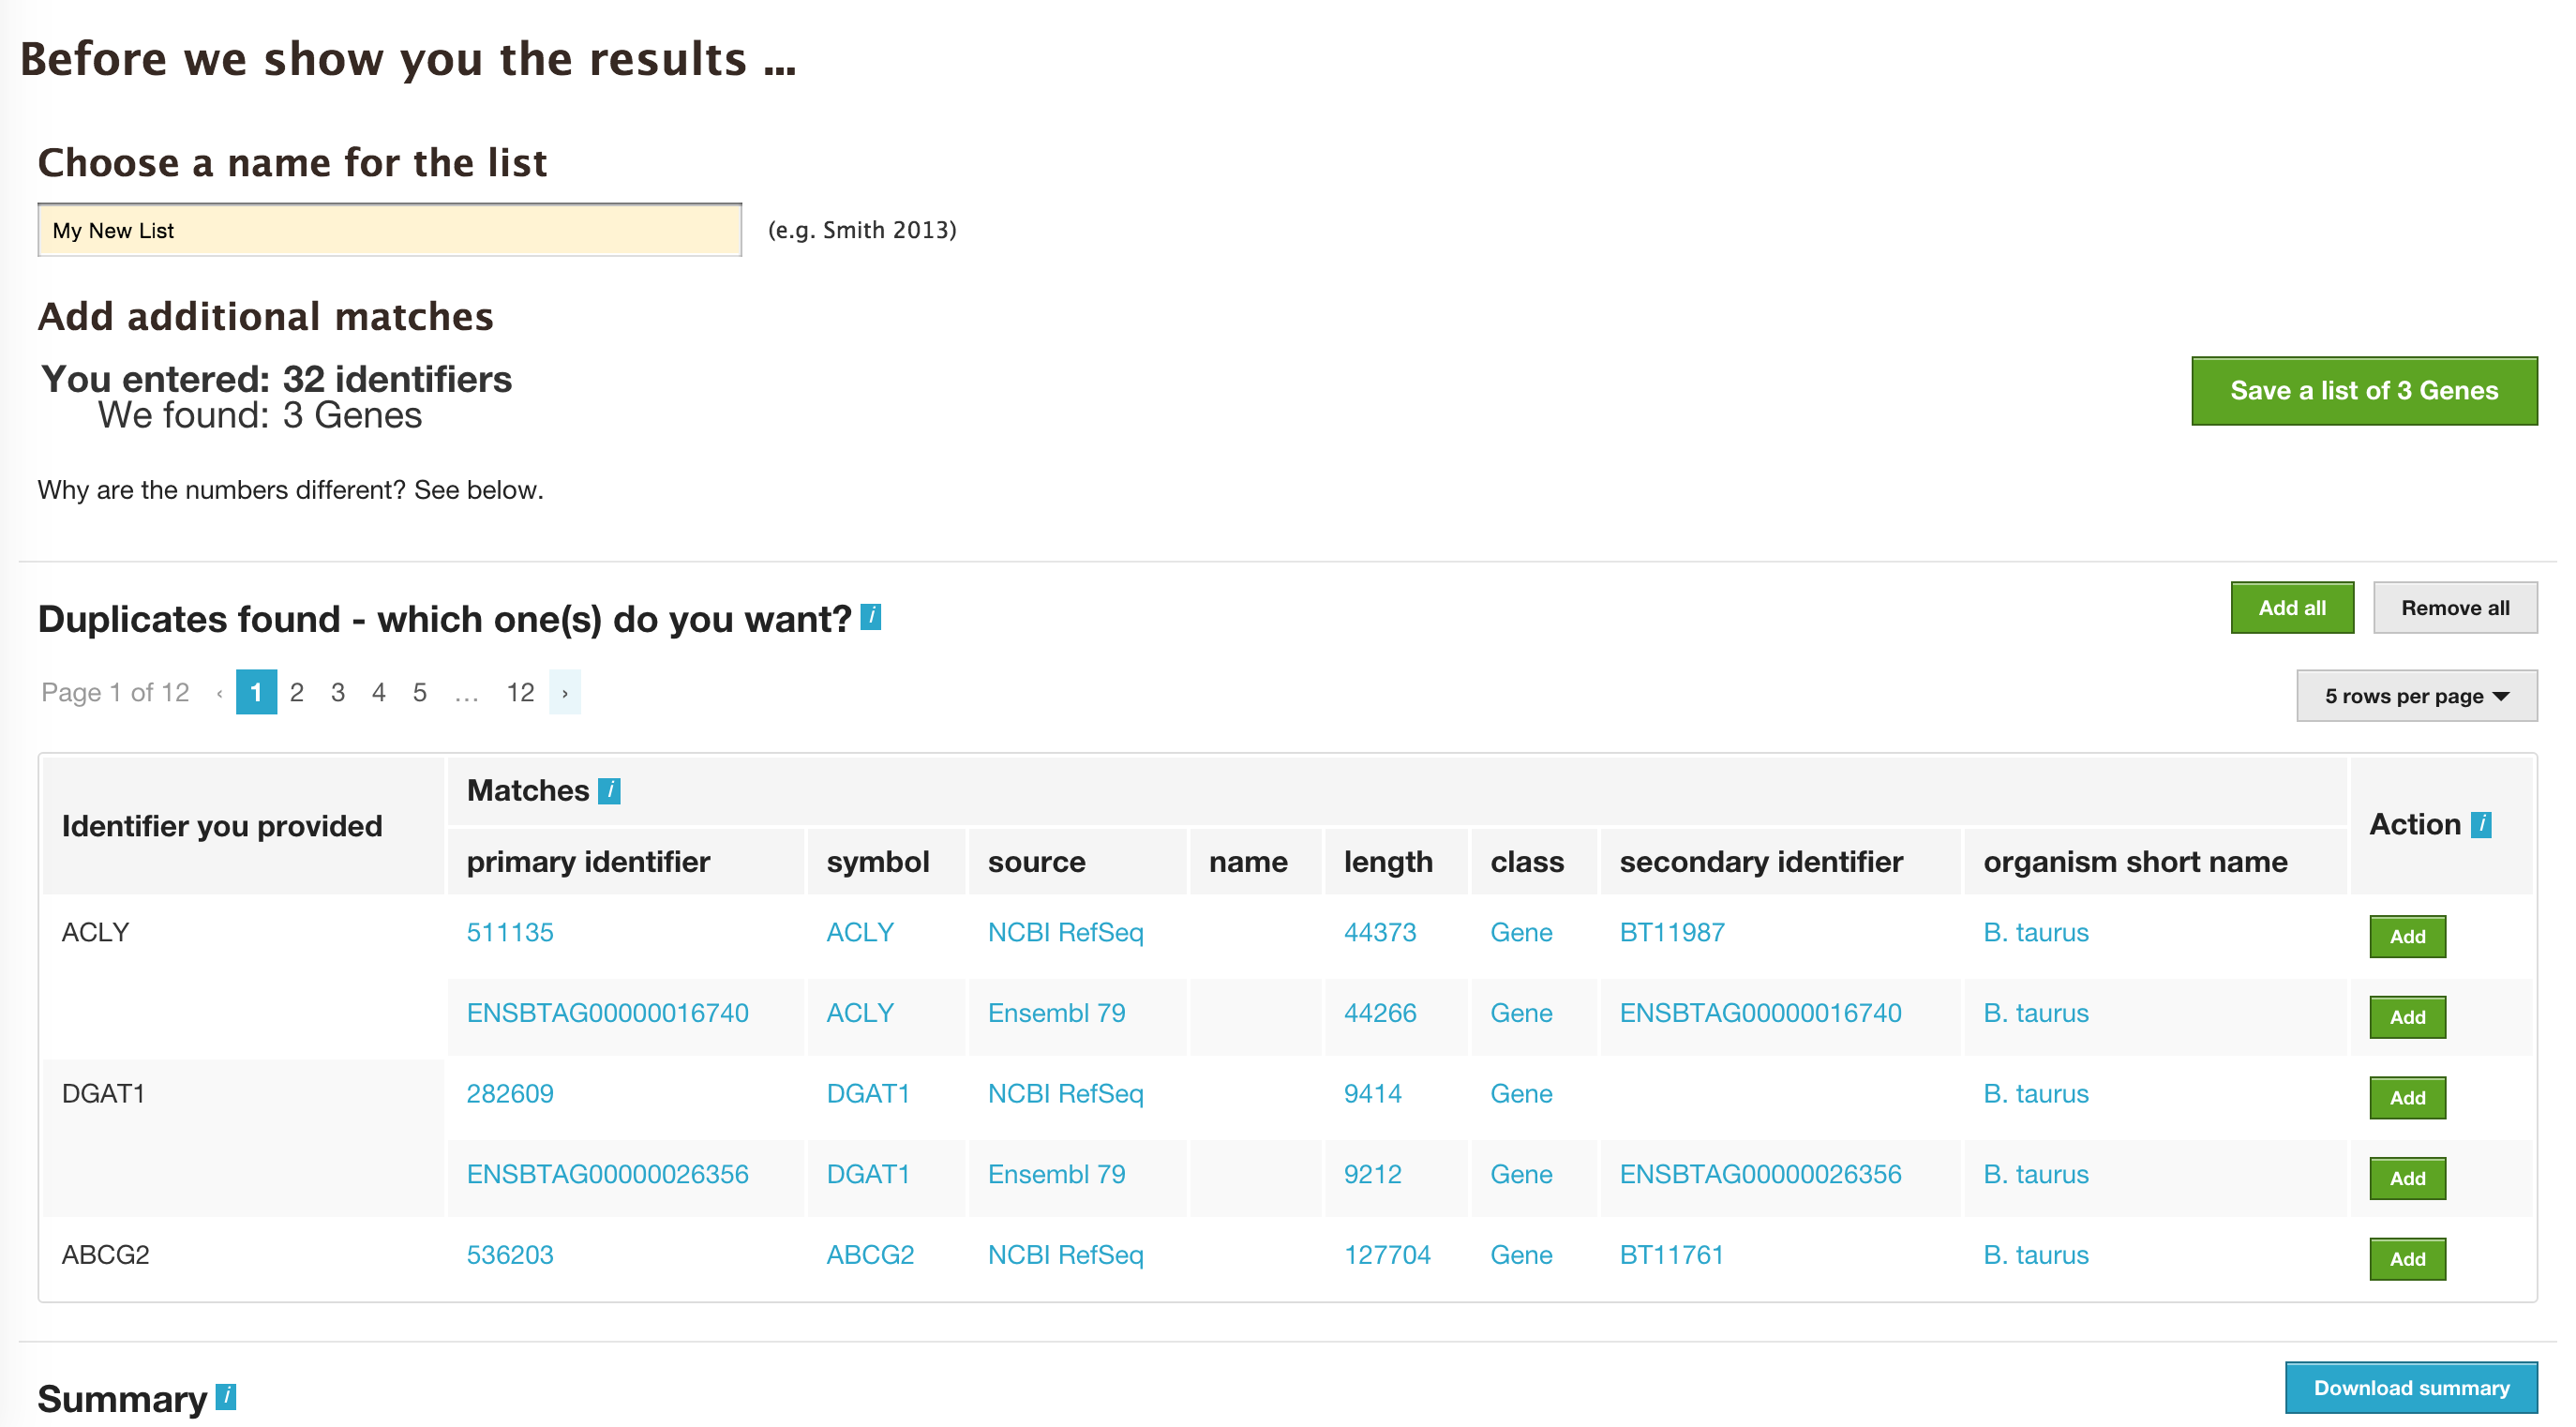 Before we show you the results ...
Choose a name for the list
My New List (e.g. Smith 2013)
Add additional matches
You entered: 32 identifiers
We found: 3 Genes
Save a list of 3 Genes
Why are the numbers different? See below.
Duplicates found - which one(s) do you want? i
Add all Remove all
Page 1 of 12 ‹ 1 2 3 4 5 ... 12 ›
5 rows per page
Identifier you provided Matches i Action i
primary identifier symbol source name length class secondary identifier organism short name
ACLY 511135 ACLY NCBI RefSeq 44373 Gene BT11987 B. taurus Add
ENSBTAG00000016740 ACLY Ensembl 79 44266 Gene ENSBTAG00000016740 B. taurus Add
DGAT1 282609 DGAT1 NCBI RefSeq 9414 Gene B. taurus Add
ENSBTAG00000026356 DGAT1 Ensembl 79 9212 Gene ENSBTAG00000026356 B. taurus Add
ABCG2 536203 ABCG2 NCBI RefSeq 127704 Gene BT11761 B. taurus Add
Summary i
Download summary